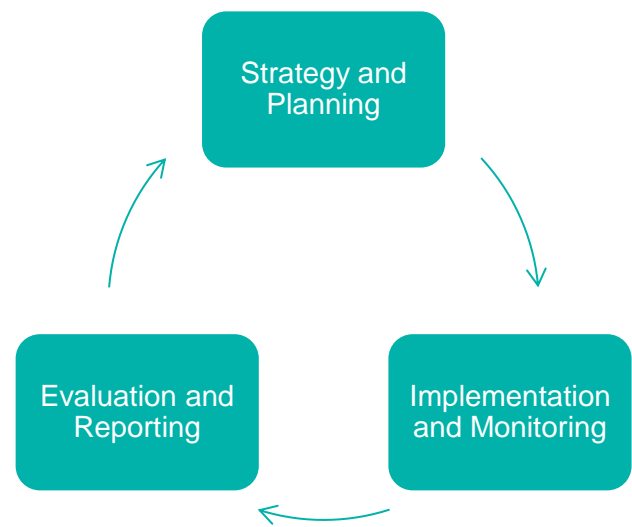 Strategy and
Planning
Implementation
and Monitoring
Evaluation and
Reporting